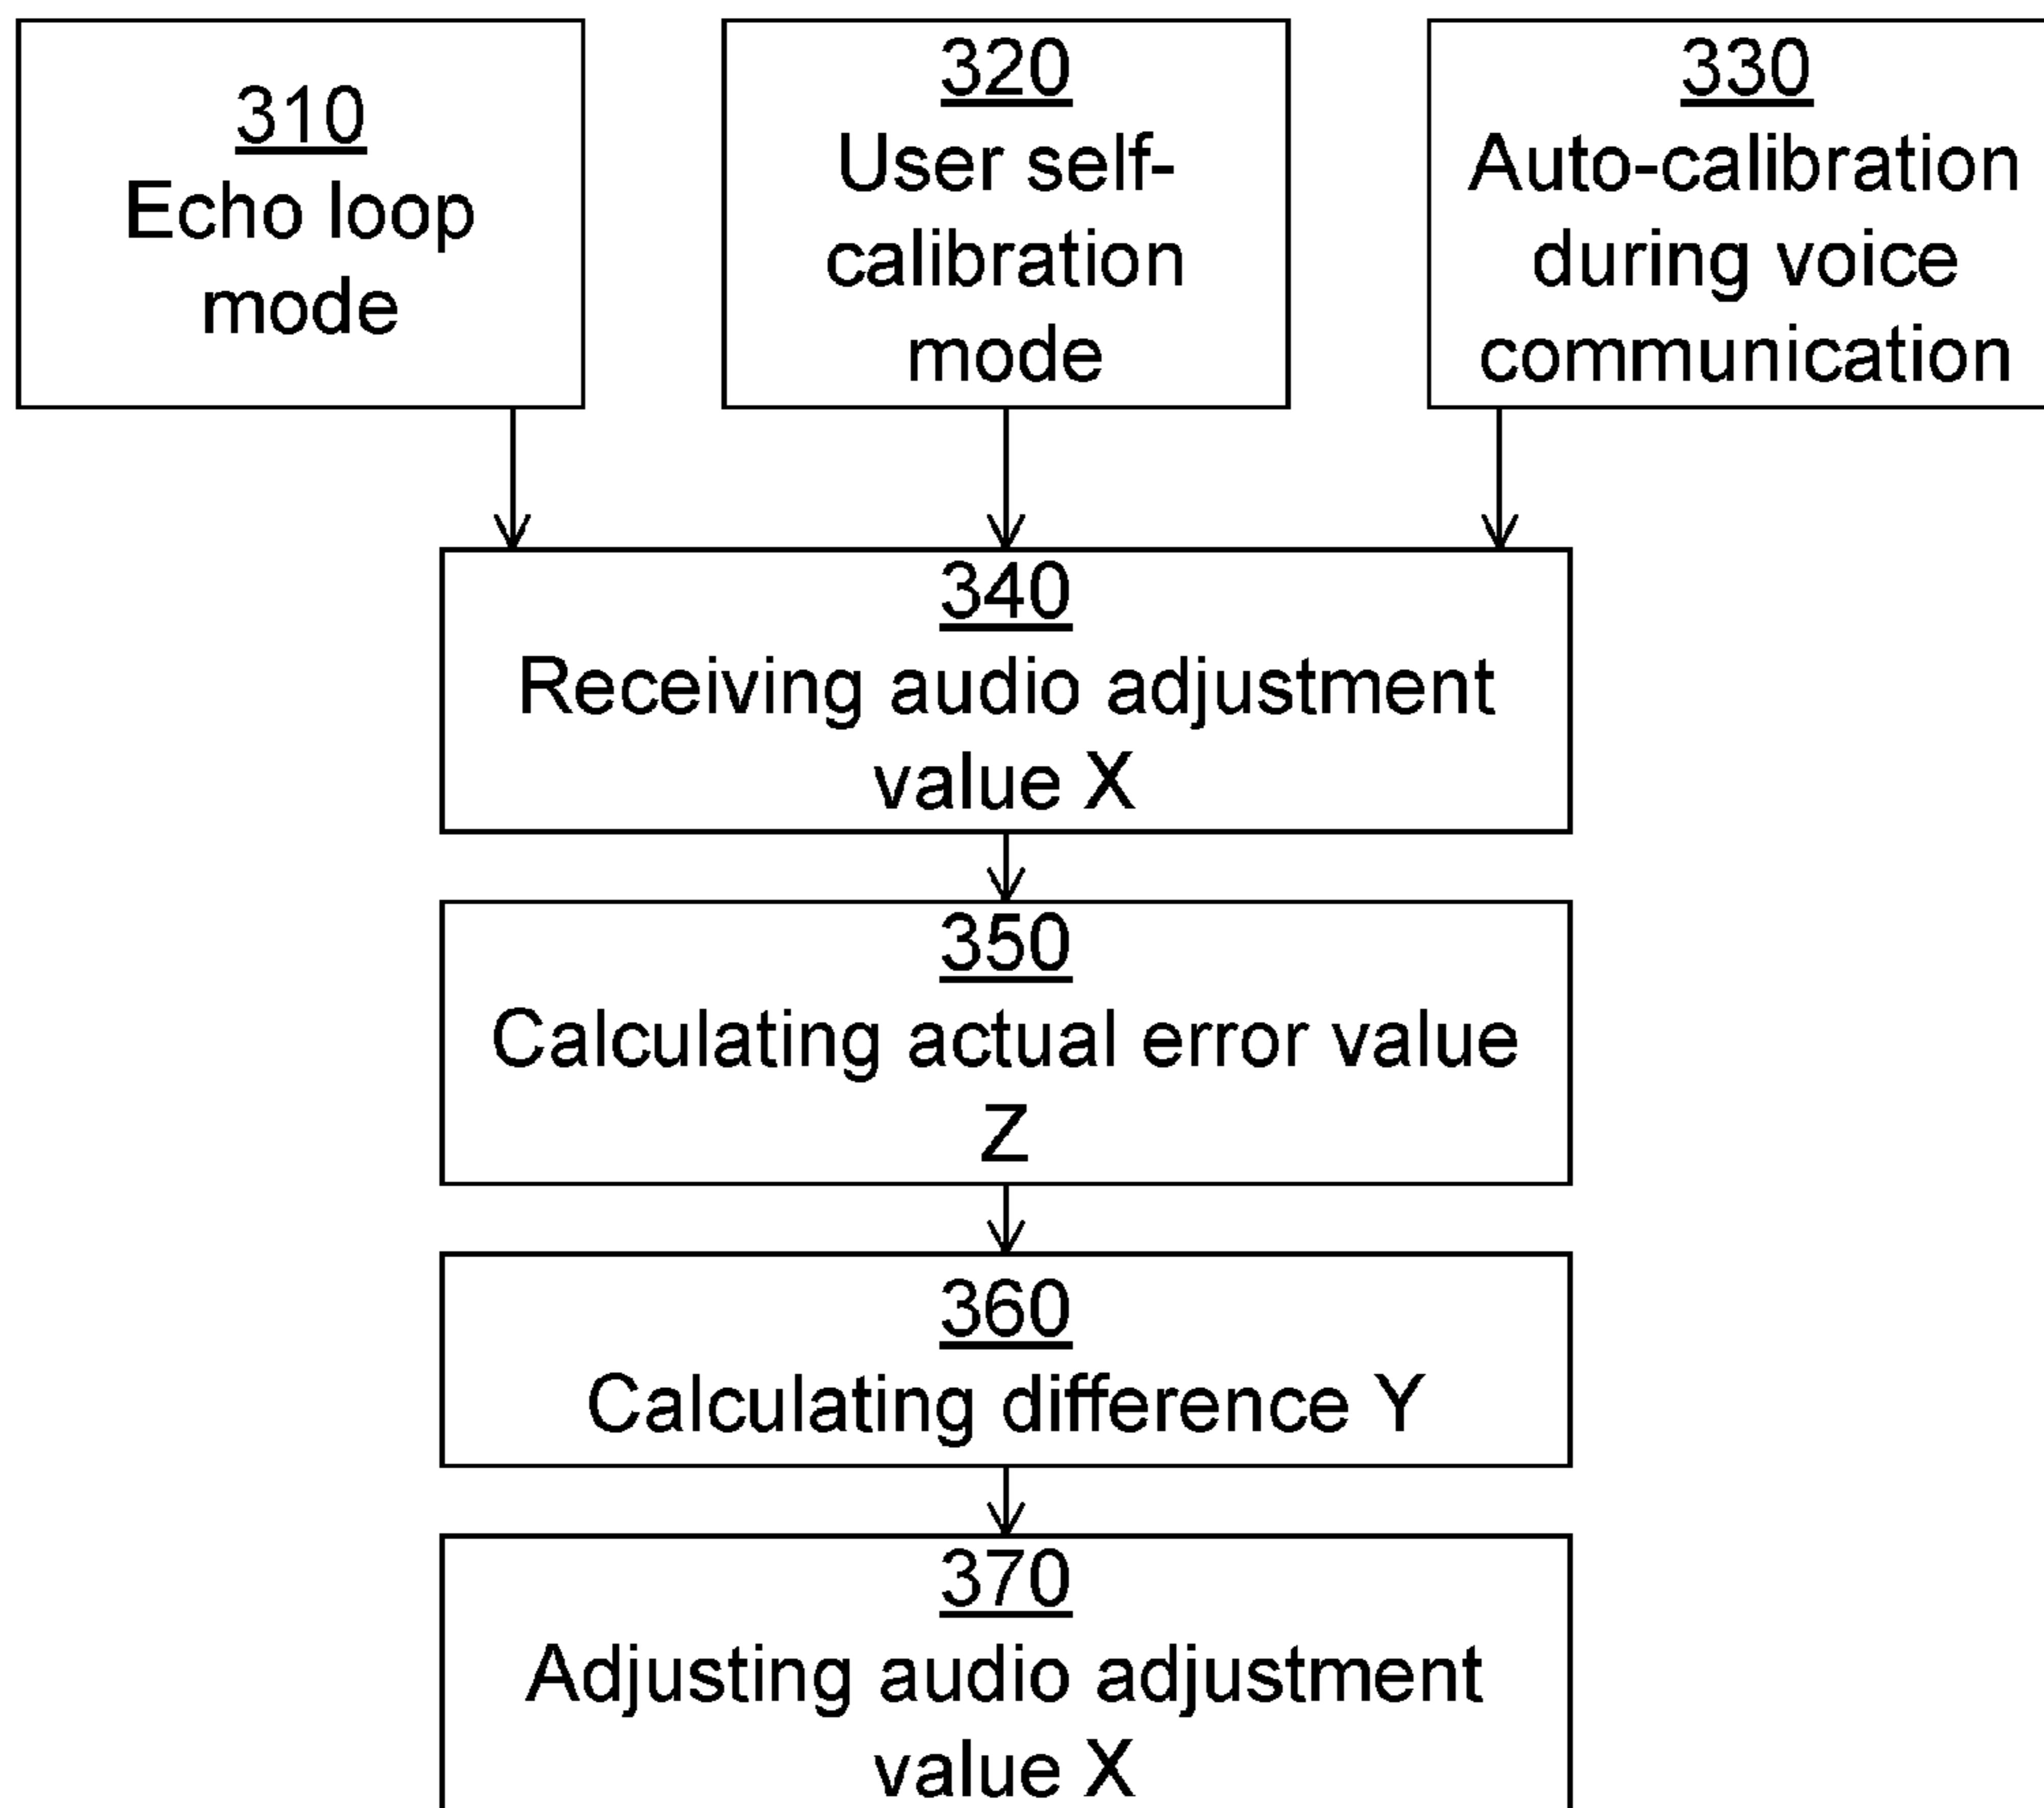 310
Echo loop
mode
320
User self-
calibration
mode
330
Auto-calibration
during voice
communication
340
Receiving audio adjustment
value X
350
Calculating actual error value
Z
360
Calculating difference Y
370
Adjusting audio adjustment
value X